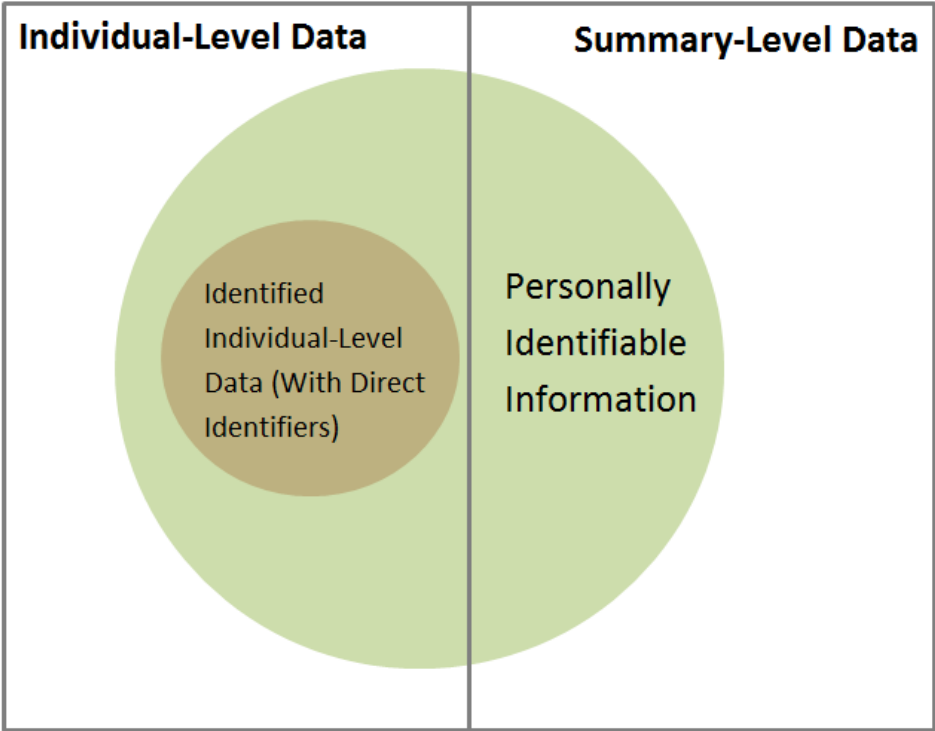 Individual-Level Data
Summary-Level Data
Identified
Individual-Level
Data (With Direct
Identifiers)
Personally
Identifiable
Information